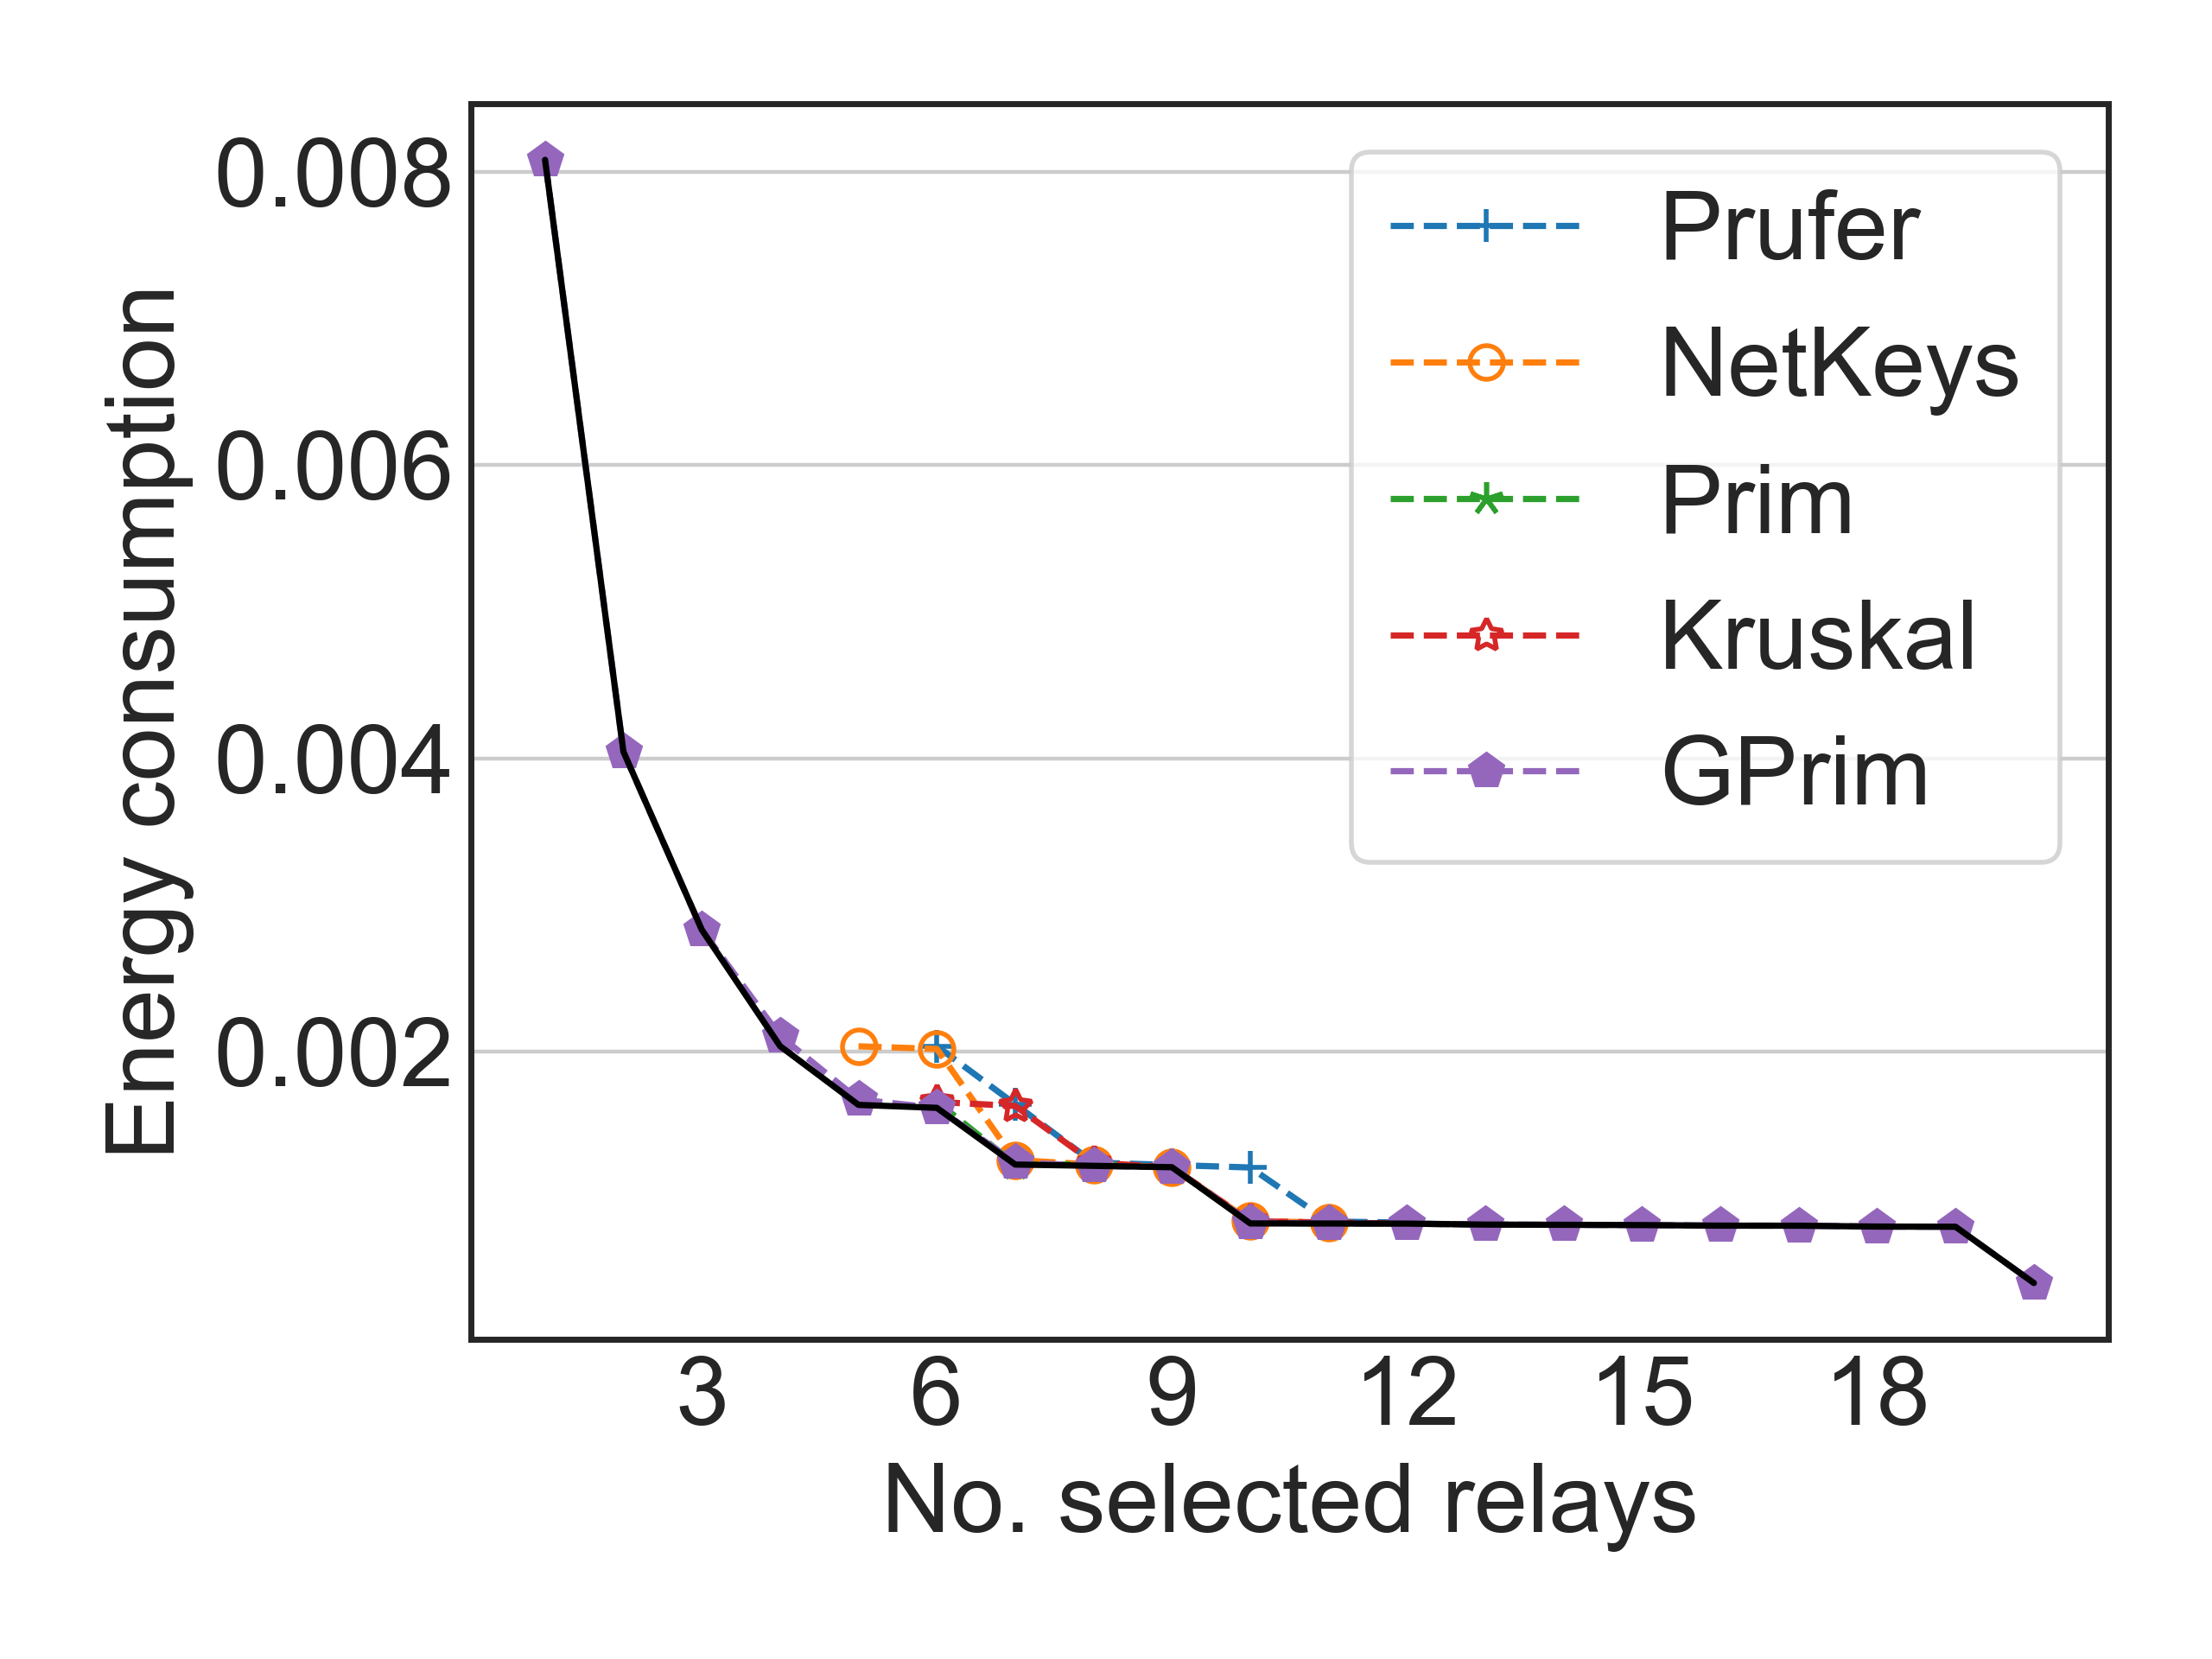 Energy consumption
0.008
0.006
0.004
0.002
Prufer
NetKeys
Prim
Kruskal
GPrim
3 6 9 12 15 18
No. selected relays